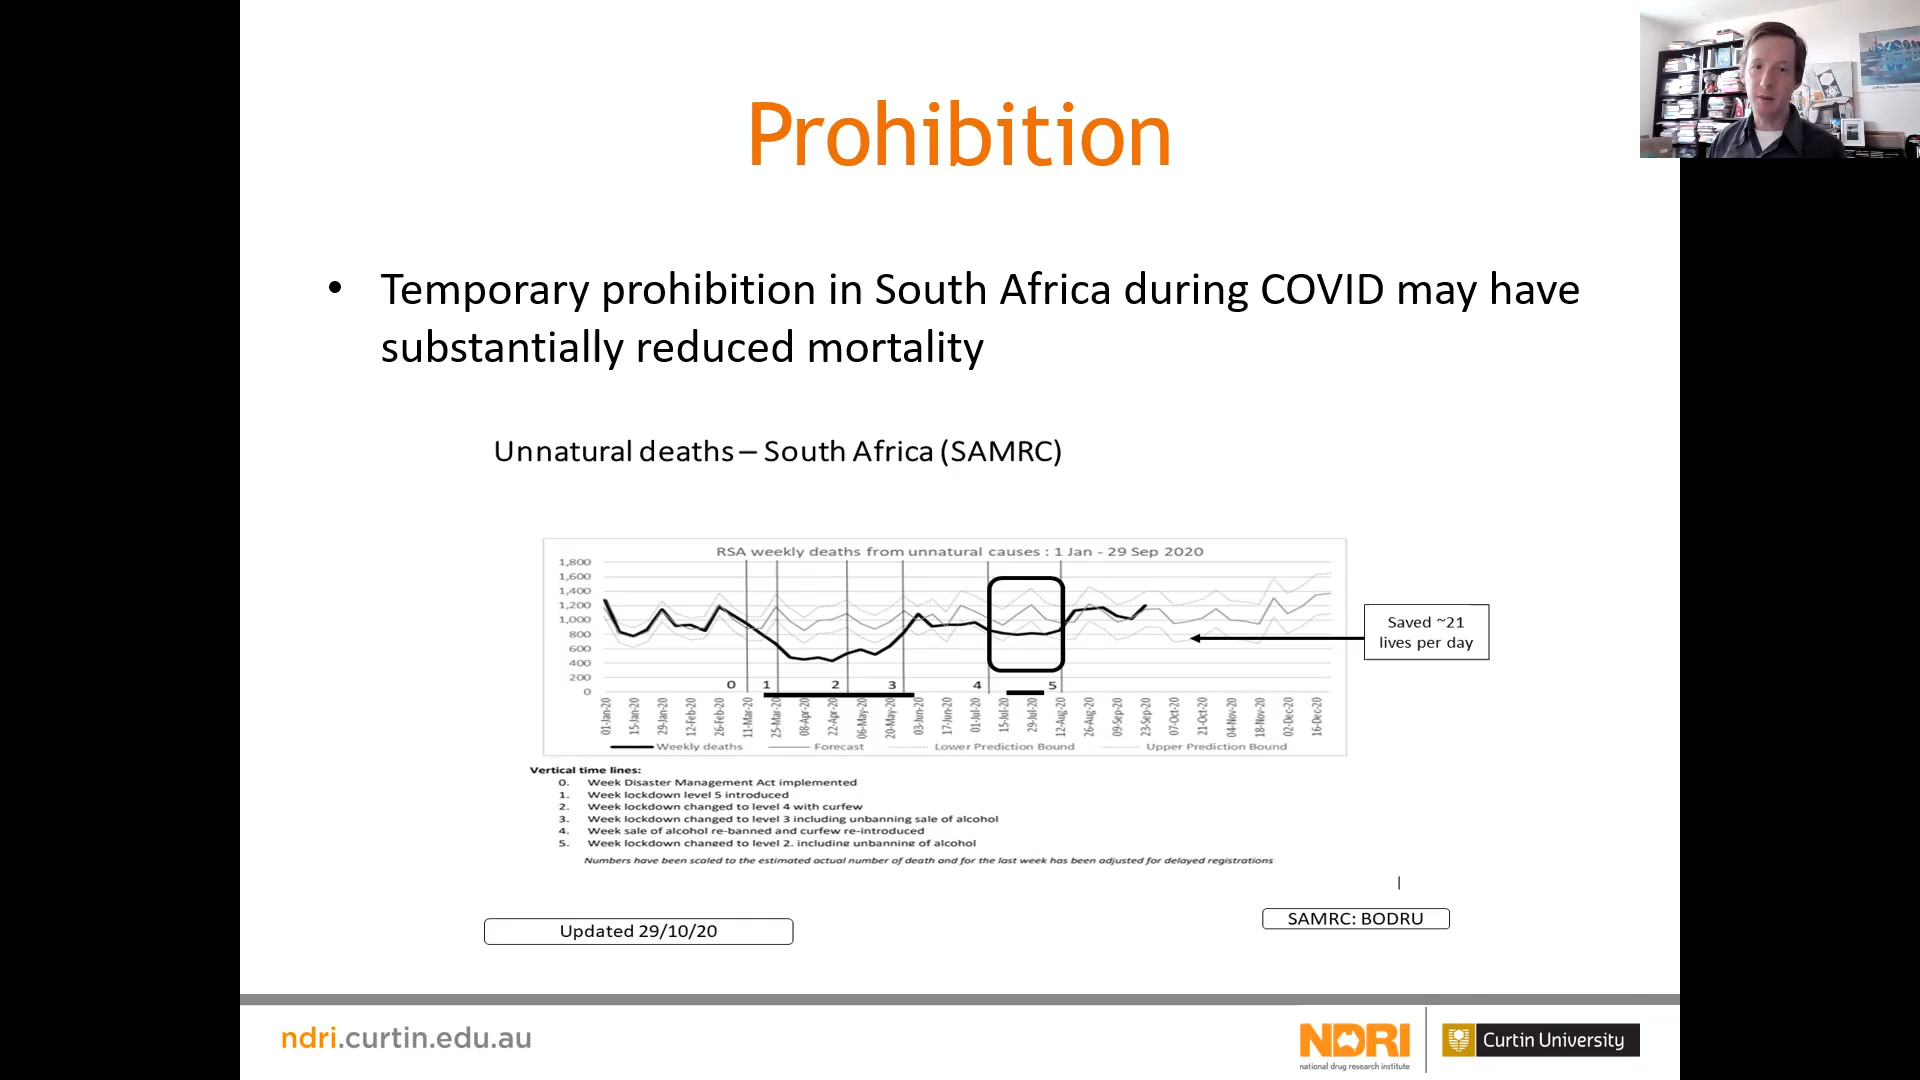 Prohibition
• Temporary prohibition in South Africa during COVID may have
substantially reduced mortality
Unnatural deaths – South Africa (SAMRC)
RSA weekly deaths from unnatural causes : 1 Jan - 29 Sep 2020
1,800
1,600
1,400
1,200
1,000
800
600
400
200
0
0 1 2 3 4 5
01-Jan-20 15-Jan-20 29-Jan-20 12-Feb-20 26-Feb-20 11-Mar-20 25-Mar-20 08-Apr-20 22-Apr-20 06-May-20 20-May-20 03-Jun-20 17-Jun-20 01-Jul-20 15-Jul-20 29-Jul-20 12-Aug-20 26-Aug-20 09-Sep-20 23-Sep-20 07-Oct-20 21-Oct-20 04-Nov-20 18-Nov-20 02-Dec-20 16-Dec-20
Weekly deaths Forecast Lower Prediction Bound Upper Prediction Bound
Saved ~21
lives per day
Vertical time lines:
0. Week Disaster Management Act implemented
1. Week lockdown level 5 introduced
2. Week lockdown changed to level 4 with curfew
3. Week lockdown changed to level 3 including unbanning sale of alcohol
4. Week sale of alcohol re-banned and curfew re-introduced
5. Week lockdown changed to level 2. including unbanning of alcohol
Numbers have been scaled to the estimated actual number of death and for the last week has been adjusted for delayed registrations
Updated 29/10/20
SAMRC: BODRU
ndri.curtin.edu.au
NDRI
national drug research institute
Curtin University